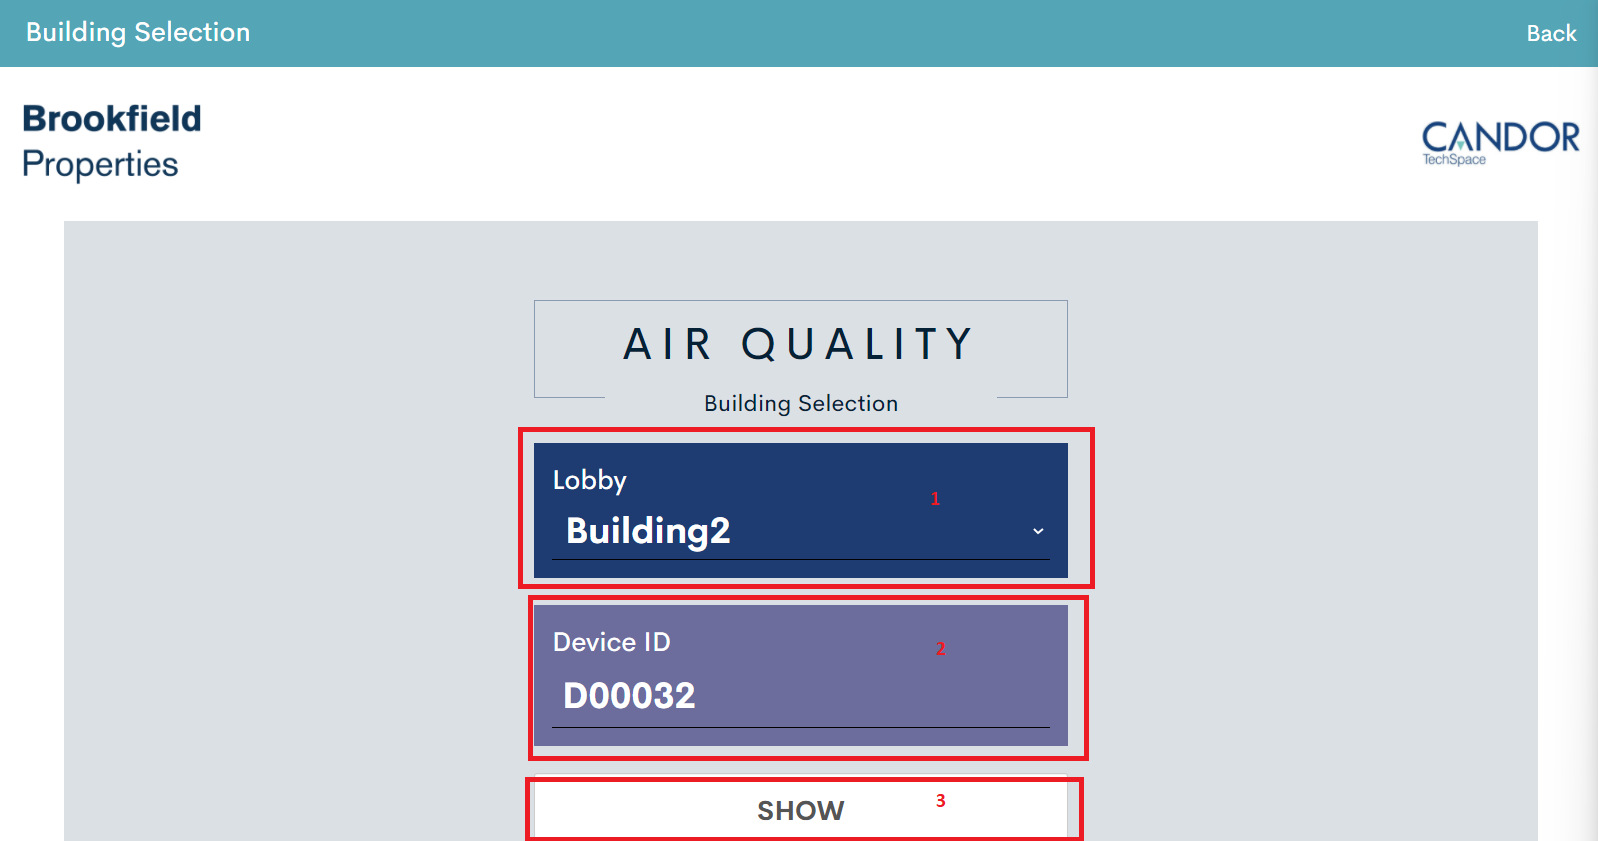 Building Selection
Back
Brookfield
Properties
CANDOR
TechSpace
AIR QUALITY
Building Selection
Lobby
1
Building2
Device ID
2
D00032
SHOW
3